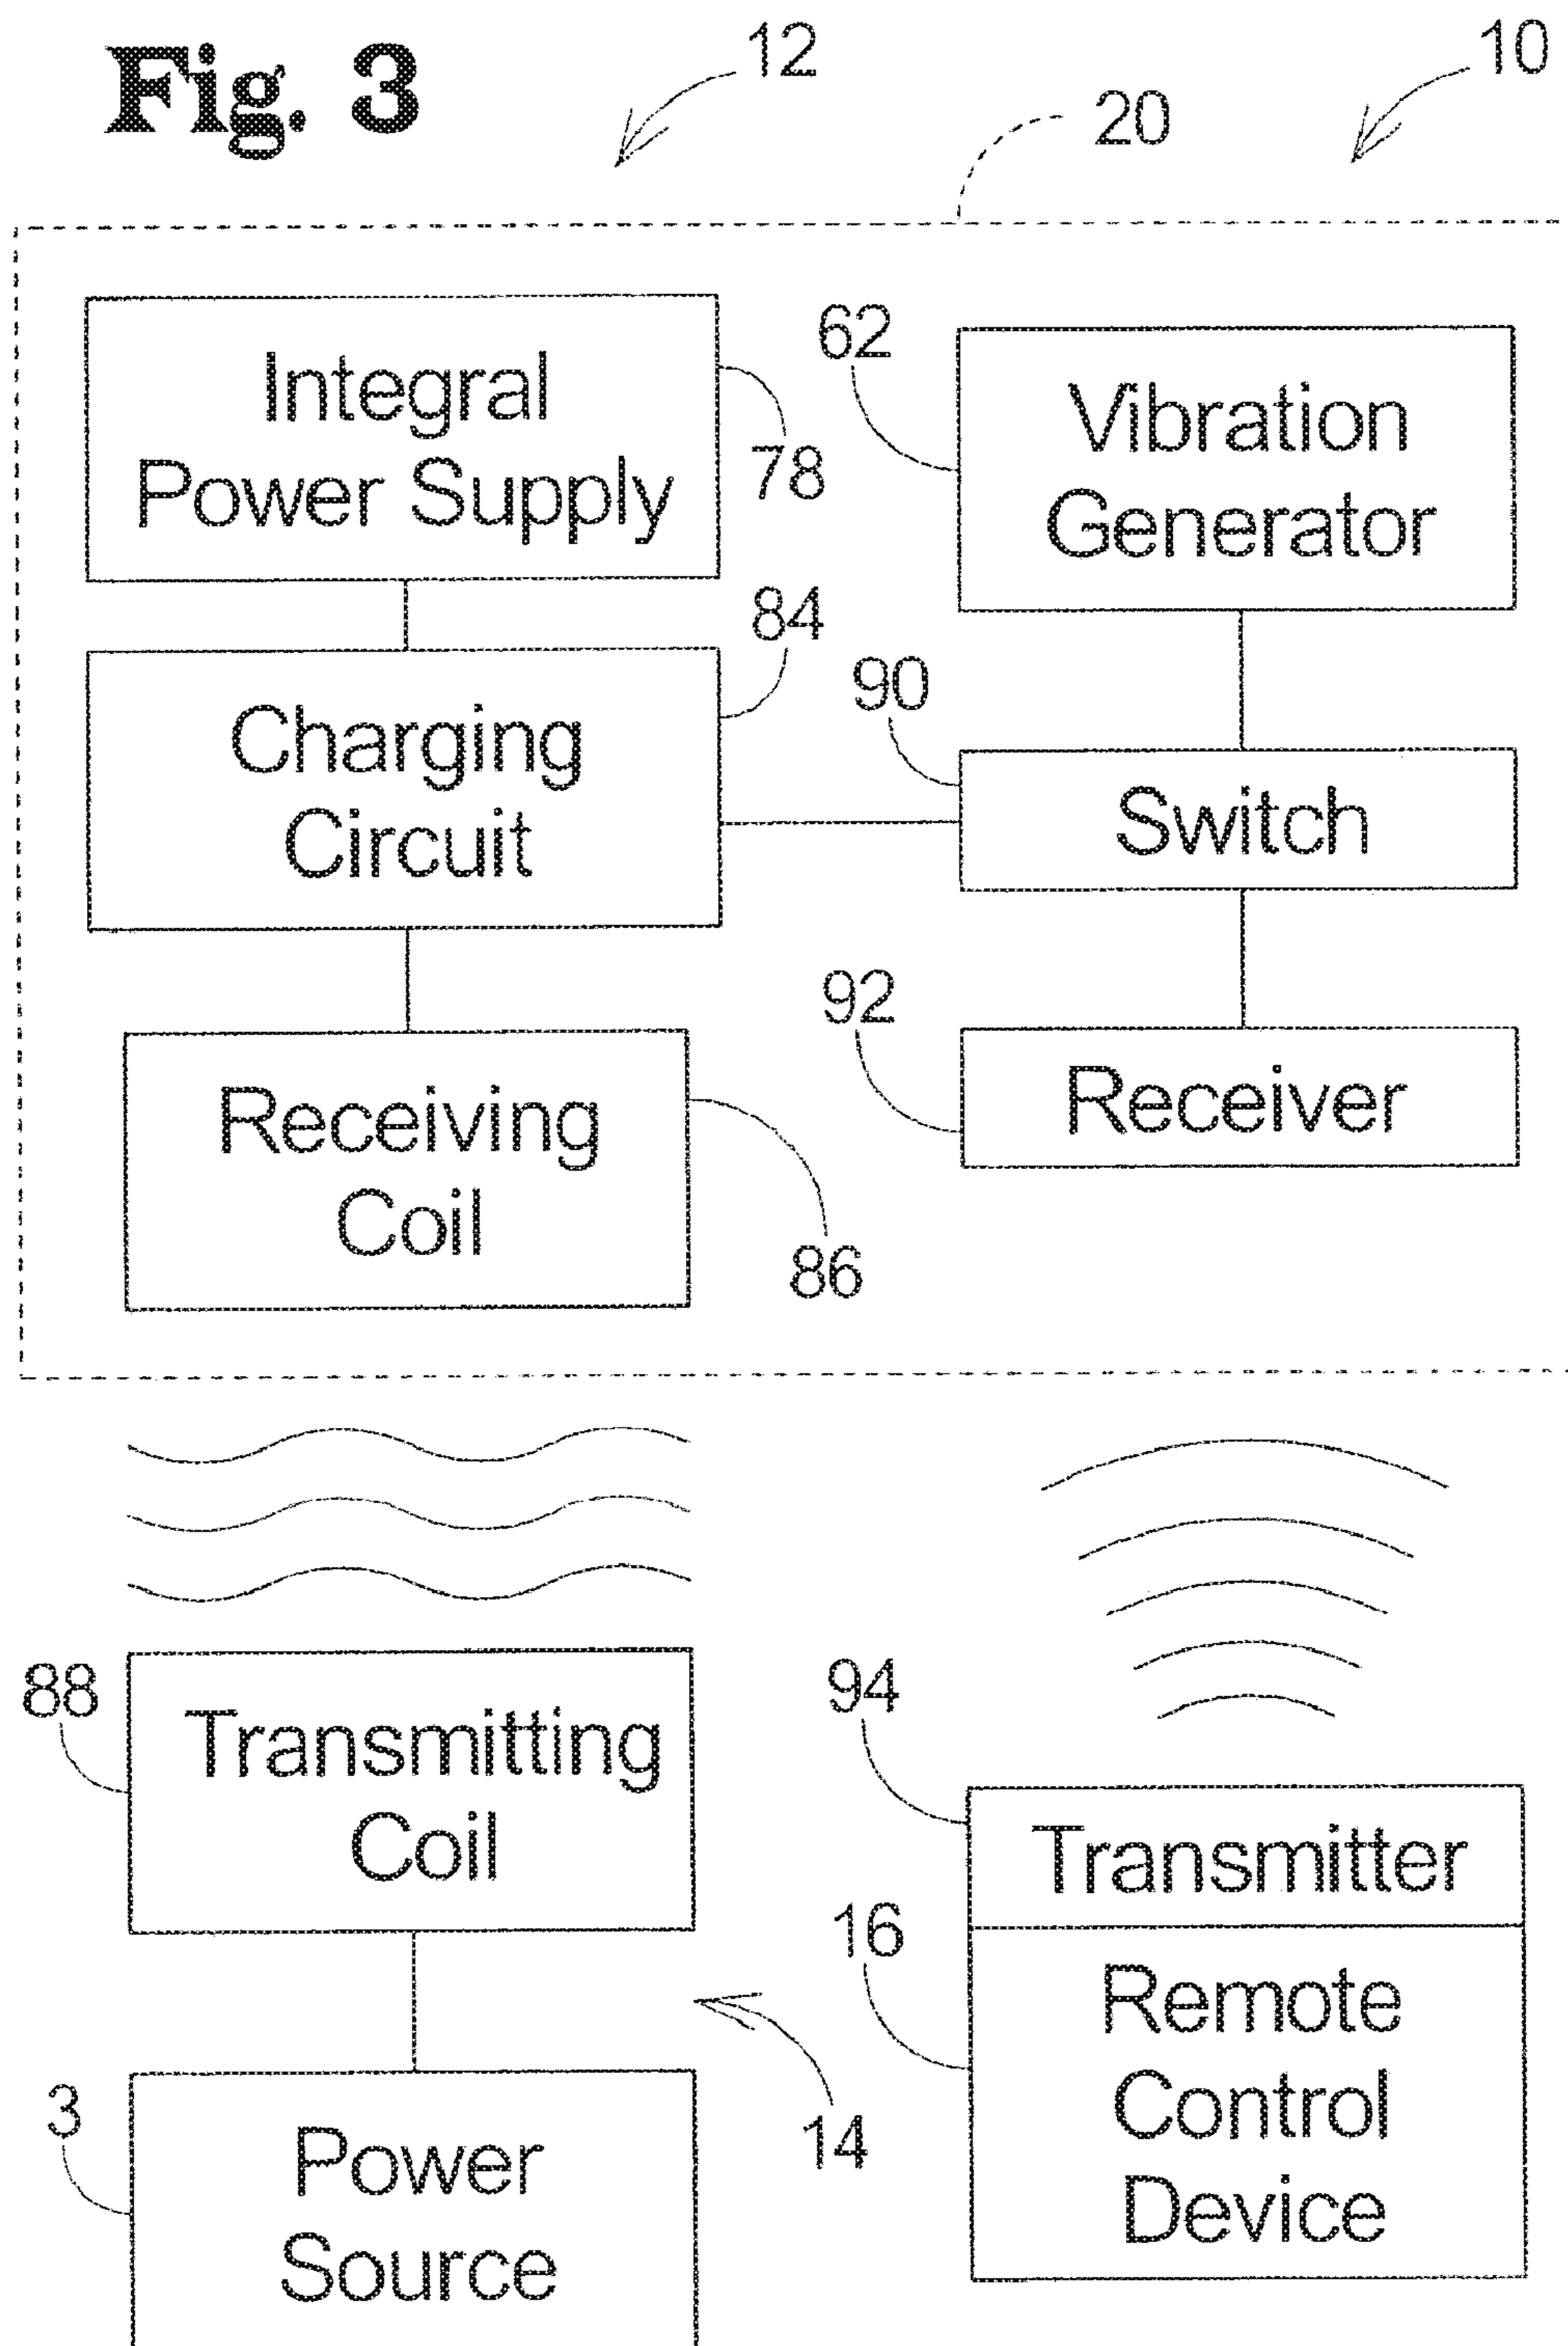 Fig. 3
12
10
20
Integral
Power Supply
78
62
Vibration
Generator
84
Charging
Circuit
90
Switch
Receiving
Coil
86
92
Receiver
88
Transmitting
Coil
94
Transmitter
16
Remote
Control
Device
14
3
Power
Source